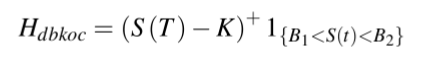 H_{dbkoc} = (S(T) − K)^+ 1_{\{B_1<S(t)<B_2\}}